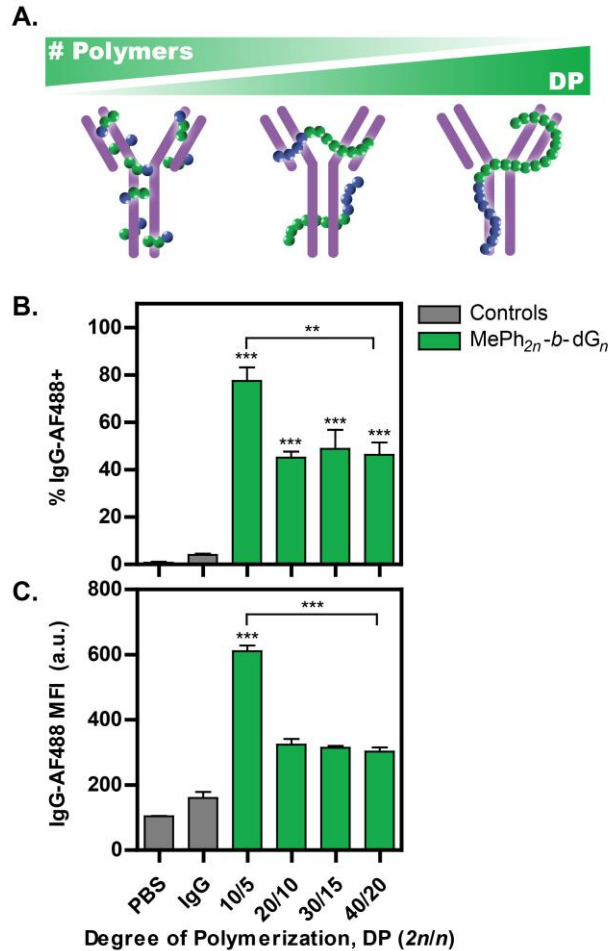 A.
# Polymers
DP
B.
Controls
MePh2n-b-dGn
% IgG-AF488+
100
80
60
40
20
0
**
***
***
***
***
C.
IgG-AF488 MFI (a.u.)
800
600
400
200
0
***
***
PBS
IgG
10/5
20/10
30/15
40/20
Degree of Polymerization, DP (2n/n)